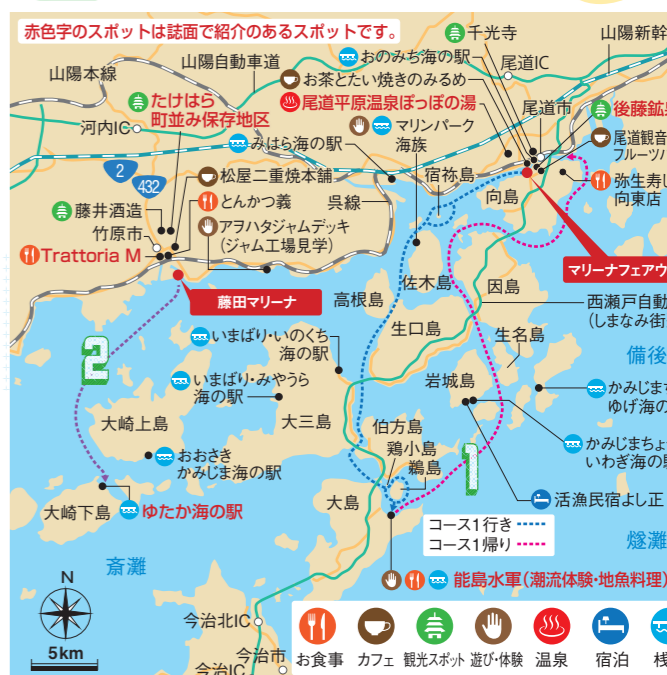 赤色字のスポットは誌面で紹介のあるスポットです。
千光寺
山陽新幹
おのみち海の駅
山陽自動車道
尾道IC
山陽本線
お茶とたい焼きのみるめ
尾道平原温泉ぽっぽの湯
尾道市
後藤鉱泉
たけはら
町並み保存地区
河内IC
マリンパーク
海族
尾道観音
フルーツパ
みはら海の駅
2
432
松屋二重焼本舗
宿祢島
弥生寿し
向東店
とんかつ義
呉線
向島
藤井酒造
アヲハタジャムデッキ
(ジャム工場見学)
竹原市
Trattoria M
マリーナフェアウ
佐木島
因島
藤田マリーナ
高根島
西瀬戸自動
(しまなみ街
生口島
いまばり・いのくち
海の駅
生名島
2
備後
岩城島
いまばり・みやうら
海の駅
かみじまち
ゆげ海の
大三島
大崎上島
伯方島
鶏小島
かみじまちょ
いわぎ海の駅
おおさき
かみじま海の駅
鵜島
1
大島
活漁民宿よし正
大崎下島
ゆたか海の駅
コース1行き
コース1帰り
燧灘
斎灘
能島水軍(潮流体験・地魚料理)
N
今治北IC
5km
今治市
今治IC
お食事
カフェ
観光スポット
遊び・体験
温泉
宿泊
桟